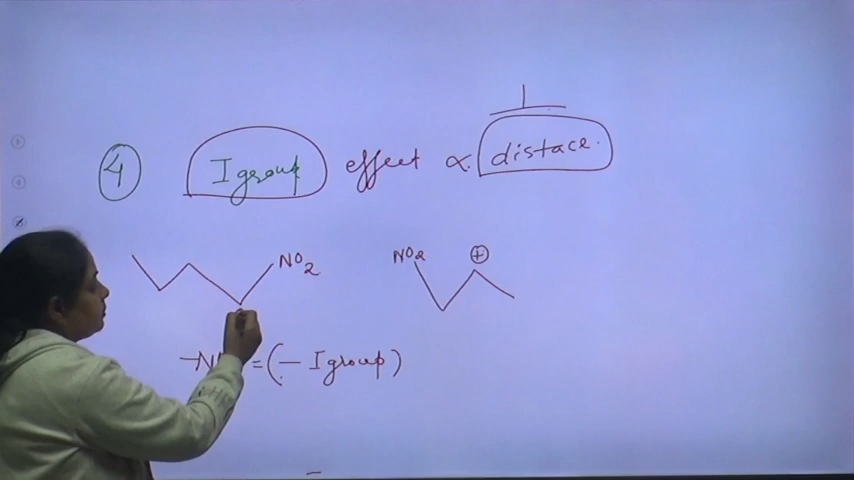 ④ I group effect ∝ 1/distace.
NO₂ NO₂ ⊕
= (- I group)